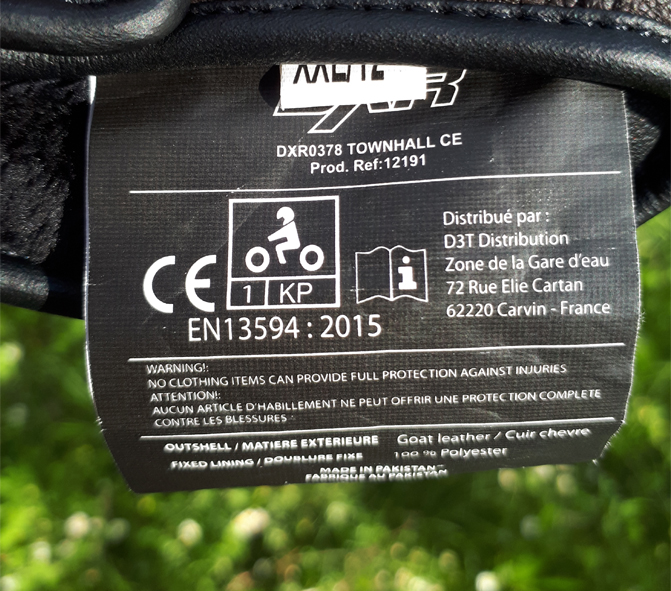 DXR0378 TOWNHALL CE
Prod. Ref:12191
CE
1 KP
i
EN13594 : 2015
Distribué par :
D3T Distribution
Zone de la Gare d'eau
72 Rue Elie Cartan
62220 Carvin - France
WARNING!:
NO CLOTHING ITEMS CAN PROVIDE FULL PROTECTION AGAINST INJURIES
ATTENTION!:
AUCUN ARTICLE D'HABILLEMENT NE PEUT OFFRIR UNE PROTECTION COMPLETE
CONTRE LES BLESSURES
OUTSHELL / MATIERE EXTERIEURE Goat leather / Cuir chevre
FIXED LINING / DOUBLURE FIXE 100 % Polyester
MADE IN PAKISTAN
FABRIQUE AU PAKISTAN